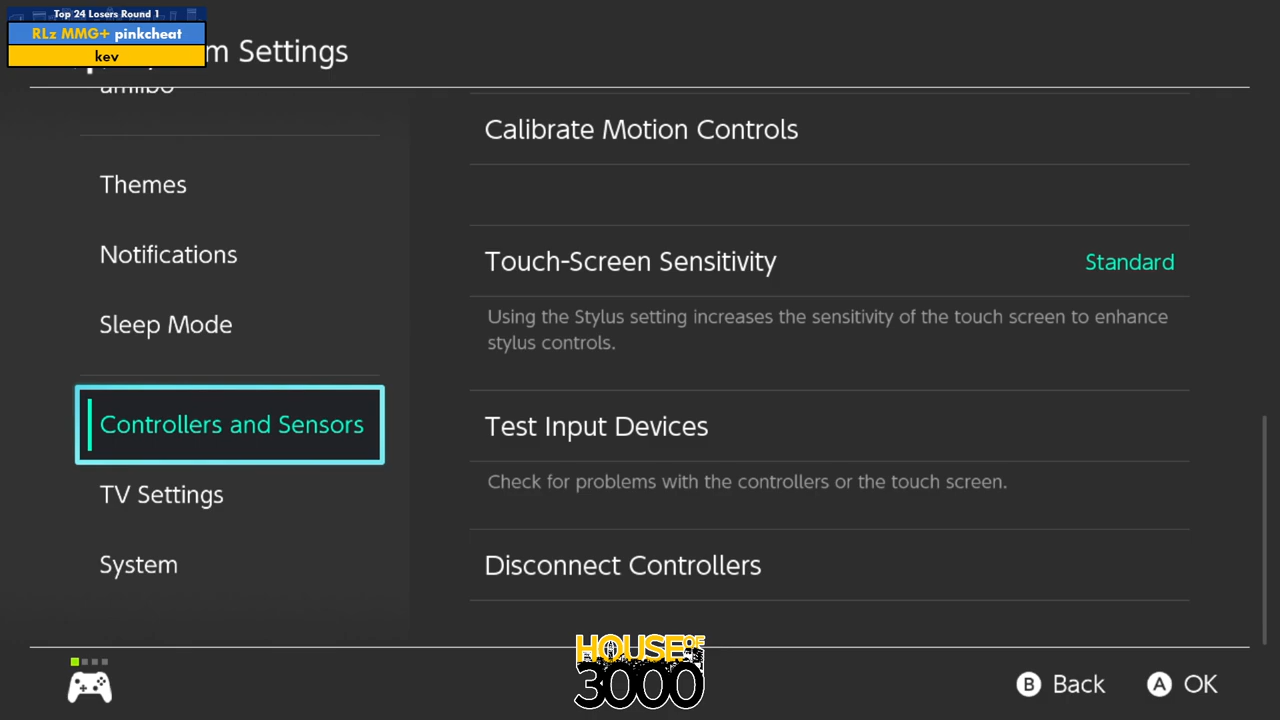 Top 24 Losers Round 1
RLz MMG+ pinkcheat
kev
m Settings
amiibo
Themes
Notifications
Sleep Mode
Controllers and Sensors
TV Settings
System
Calibrate Motion Controls
Touch-Screen Sensitivity Standard
Using the Stylus setting increases the sensitivity of the touch screen to enhance
stylus controls.
Test Input Devices
Check for problems with the controllers or the touch screen.
Disconnect Controllers
HOUSE OF
3000
B Back A OK